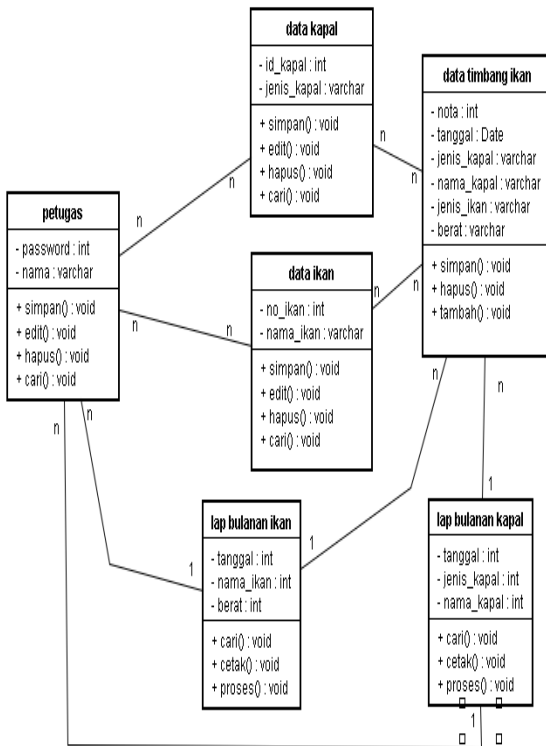 data kapal
- id_kapal : int
- jenis_kapal : varchar
+ simpan() : void
+ edit() : void
+ hapus() : void
+ cari() : void
n
n
data timbang ikan
- nota : int
- tanggal : Date
- jenis_kapal : varchar
- nama_kapal : varchar
- jenis_ikan : varchar
- berat : varchar
+ simpan() : void
+ hapus() : void
+ tambah() : void
n
n
n
n
petugas
- password : int
- nama : varchar
+ simpan() : void
+ edit() : void
+ hapus() : void
+ cari() : void
n
n
n
n
data ikan
- no_ikan : int
- nama_ikan : varchar
+ simpan() : void
+ edit() : void
+ hapus() : void
+ cari() : void
n
n
lap bulanan ikan
- tanggal : int
- nama_ikan : int
- berat : int
+ cari() : void
+ cetak() : void
+ proses() : void
1
1
lap bulanan kapal
- tanggal : int
- jenis_kapal : int
- nama_kapal : int
+ cari() : void
+ cetak() : void
+ proses() : void
1
1